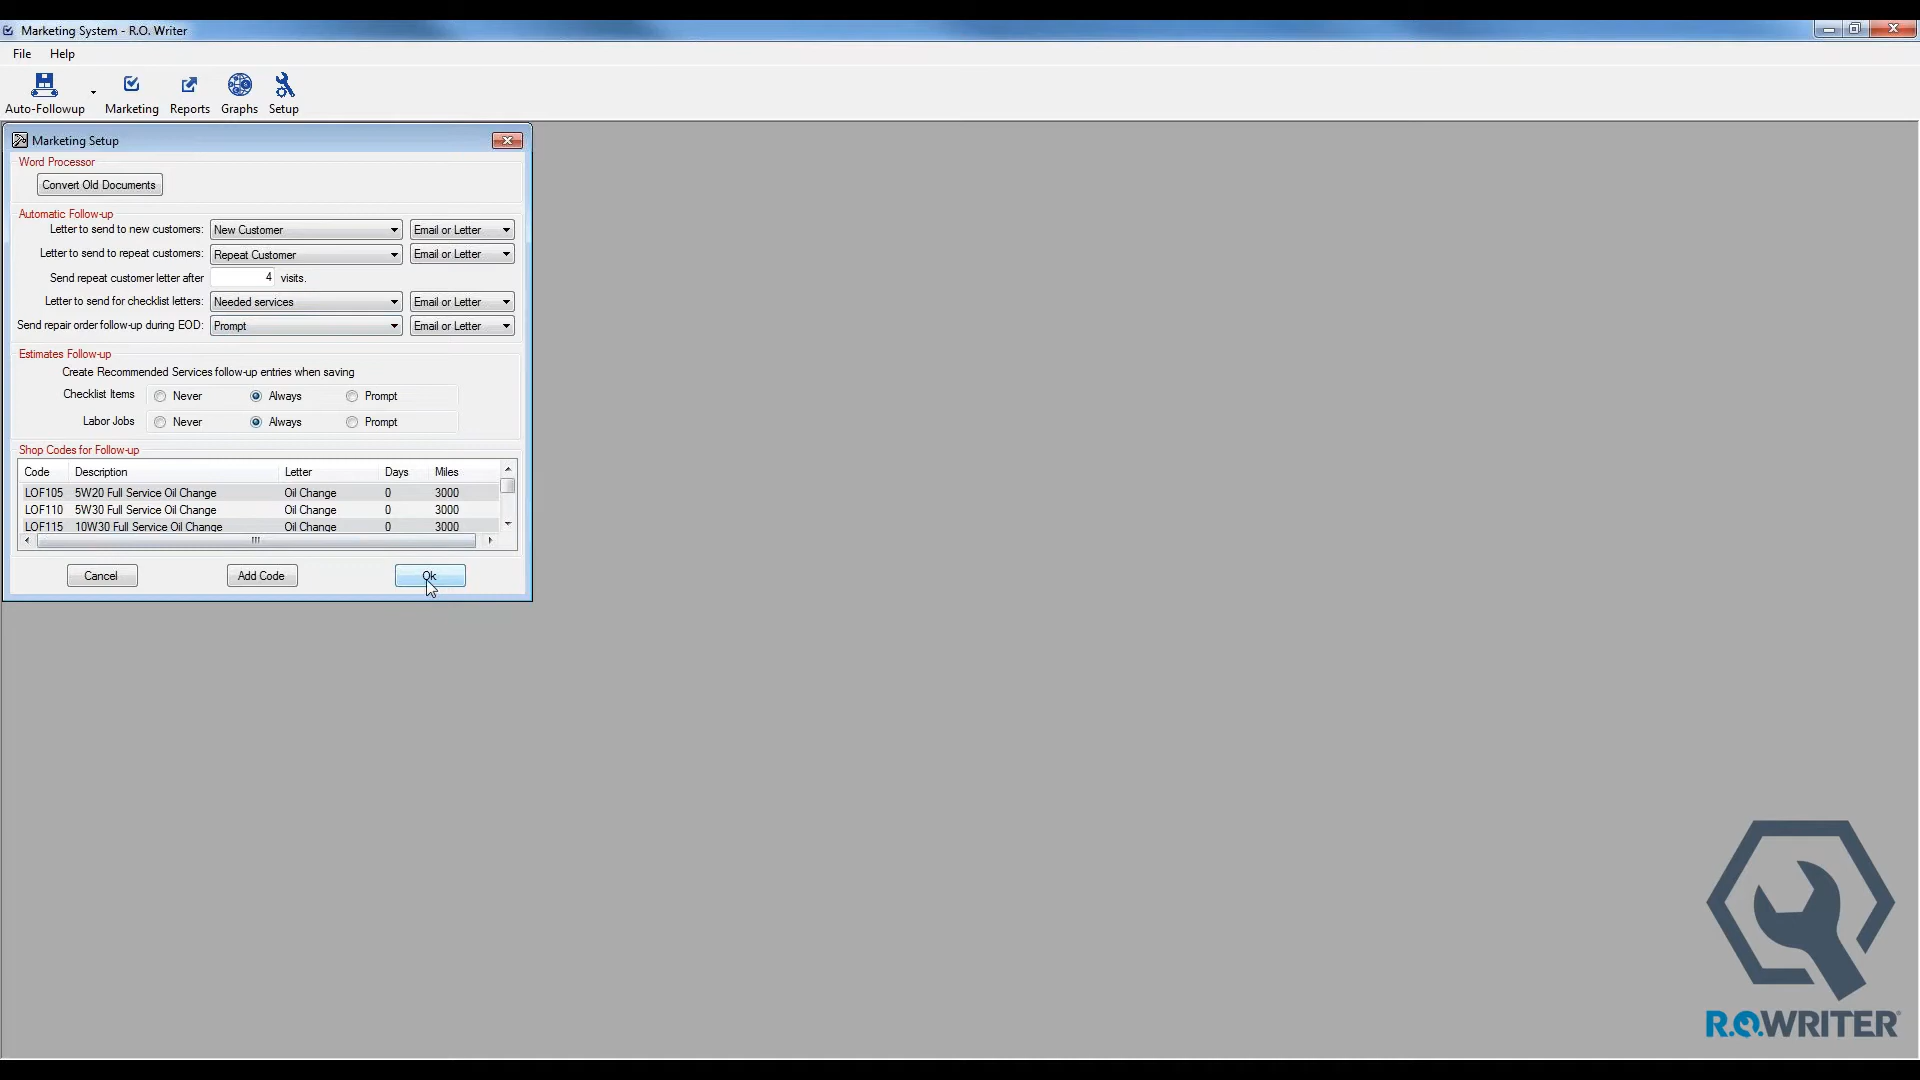 Marketing System - R.O. Writer
File Help
Auto-Followup Marketing Reports Graphs Setup
Marketing Setup
Word Processor
Convert Old Documents
Automatic Follow-up
Letter to send to new customers: New Customer Email or Letter
Letter to send to repeat customers: Repeat Customer Email or Letter
Send repeat customer letter after 4 visits.
Letter to send for checklist letters: Needed services Email or Letter
Send repair order follow-up during EOD: Prompt Email or Letter
Estimates Follow-up
Create Recommended Services follow-up entries when saving
Checklist Items Never Always Prompt
Labor Jobs Never Always Prompt
Shop Codes for Follow-up
Code Description Letter Days Miles
LOF105 5W20 Full Service Oil Change Oil Change 0 3000
LOF110 5W30 Full Service Oil Change Oil Change 0 3000
LOF115 10W30 Full Service Oil Change Oil Change 0 3000
Cancel Add Code Ok
R.O.WRITER